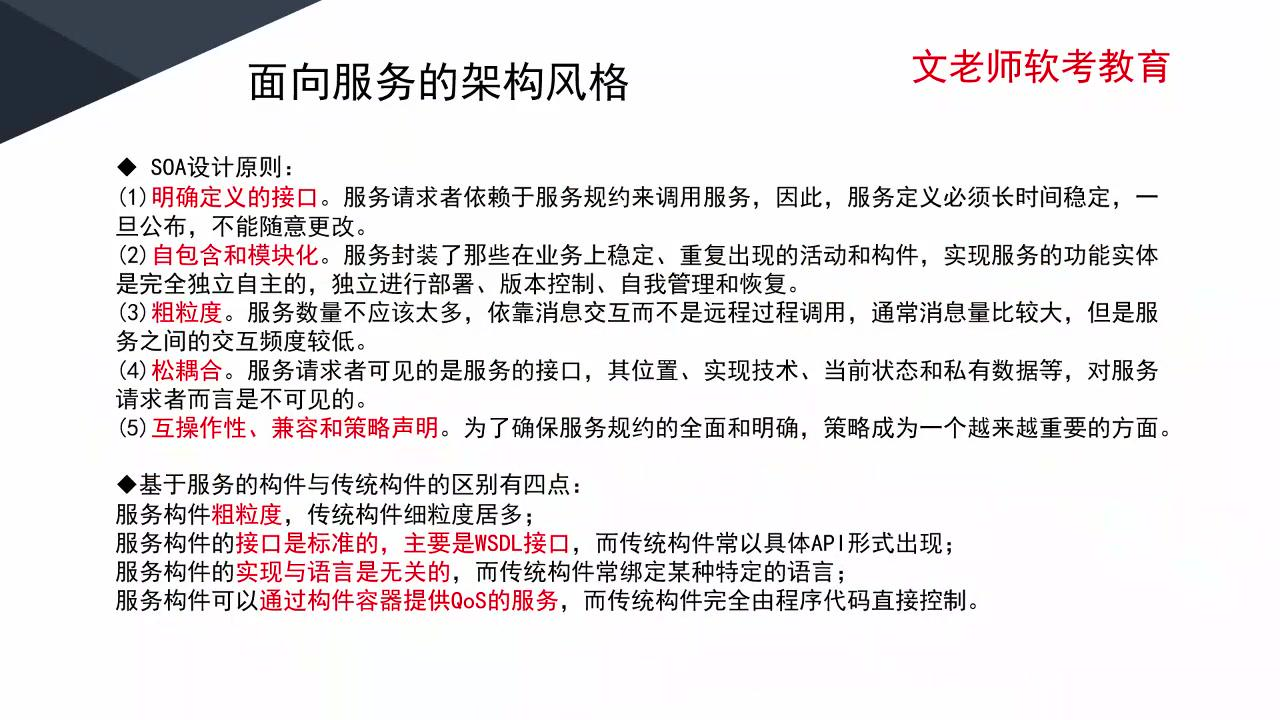 面向服务的架构风格
文老师软考教育
◆ SOA设计原则：
(1)明确定义的接口。服务请求者依赖于服务规约来调用服务，因此，服务定义必须长时间稳定，一
旦公布，不能随意更改。
(2)自包含和模块化。服务封装了那些在业务上稳定、重复出现的活动和构件，实现服务的功能实体
是完全独立自主的，独立进行部署、版本控制、自我管理和恢复。
(3)粗粒度。服务数量不应该太多，依靠消息交互而不是远程过程调用，通常消息量比较大，但是服
务之间的交互频度较低。
(4)松耦合。服务请求者可见的是服务的接口，其位置、实现技术、当前状态和私有数据等，对服务
请求者而言是不可见的。
(5)互操作性、兼容和策略声明。为了确保服务规约的全面和明确，策略成为一个越来越重要的方面。
◆基于服务的构件与传统构件的区别有四点：
服务构件粗粒度，传统构件细粒度居多；
服务构件的接口是标准的，主要是WSDL接口，而传统构件常以具体API形式出现；
服务构件的实现与语言是无关的，而传统构件常绑定某种特定的语言；
服务构件可以通过构件容器提供QoS的服务，而传统构件完全由程序代码直接控制。